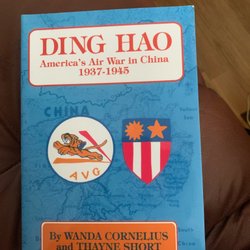 DING HAO
America's Air War in China
1937-1945
CHINA
AVG
By WANDA CORNELIUS
and THAYNE SHORT